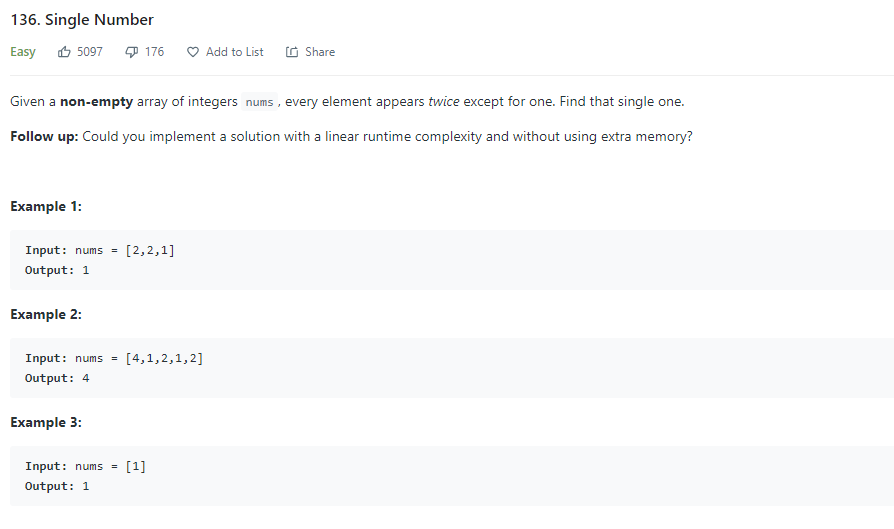 136. Single Number
Easy 5097 176 Add to List Share
Given a non-empty array of integers nums , every element appears twice except for one. Find that single one.
Follow up: Could you implement a solution with a linear runtime complexity and without using extra memory?
Example 1:
Input: nums = [2,2,1]
Output: 1
Example 2:
Input: nums = [4,1,2,1,2]
Output: 4
Example 3:
Input: nums = [1]
Output: 1